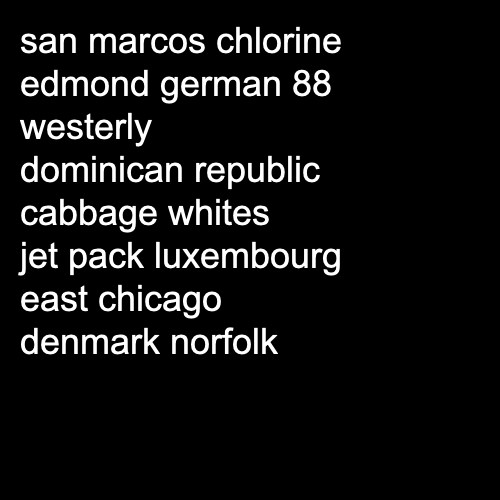 san marcos chlorine
edmond german 88
westerly
dominican republic
cabbage whites
jet pack luxembourg
east chicago
denmark norfolk